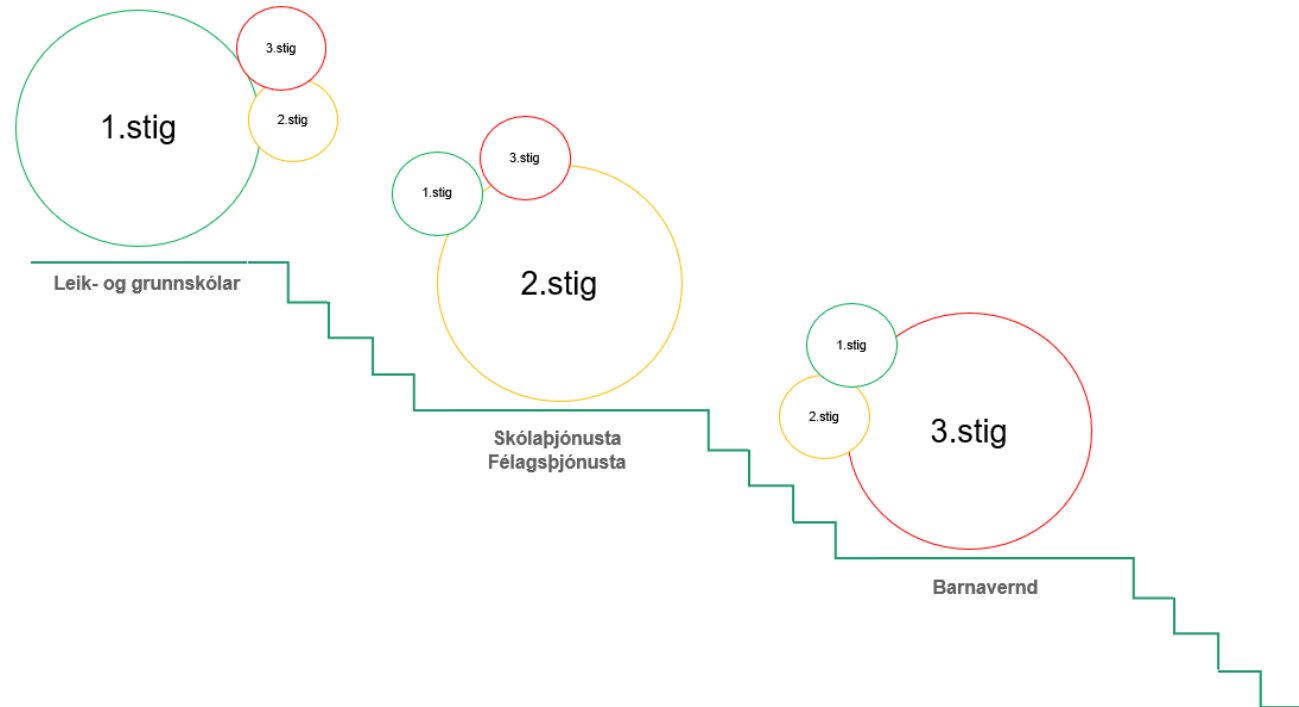 1.stig
3.stig
2.stig
Leik- og grunnskólar
1.stig
3.stig
2.stig
Skólaþjónusta
Félagsþjónusta
1.stig
2.stig
3.stig
Barnavernd